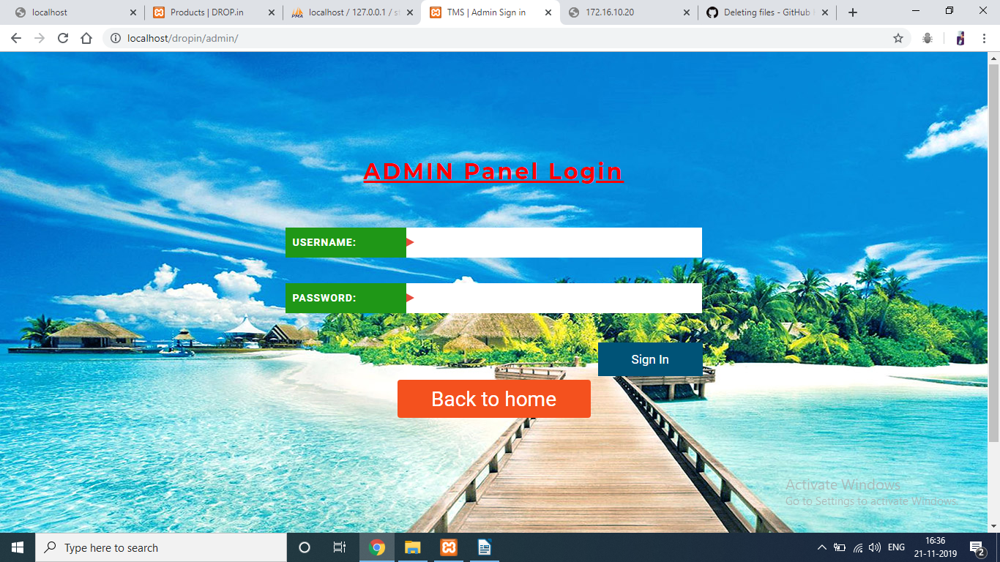 localhost
Products | DROP.in
localhost / 127.0.0.1 / st
TMS | Admin Sign in
172.16.10.20
Deleting files - GitHub
localhost/dropin/admin/
ADMIN Panel Login
USERNAME:
PASSWORD:
Sign In
Back to home
Activate Windows
Go to Settings to activate Windows.
Type here to search
ENG
16:36
21-11-2019
2